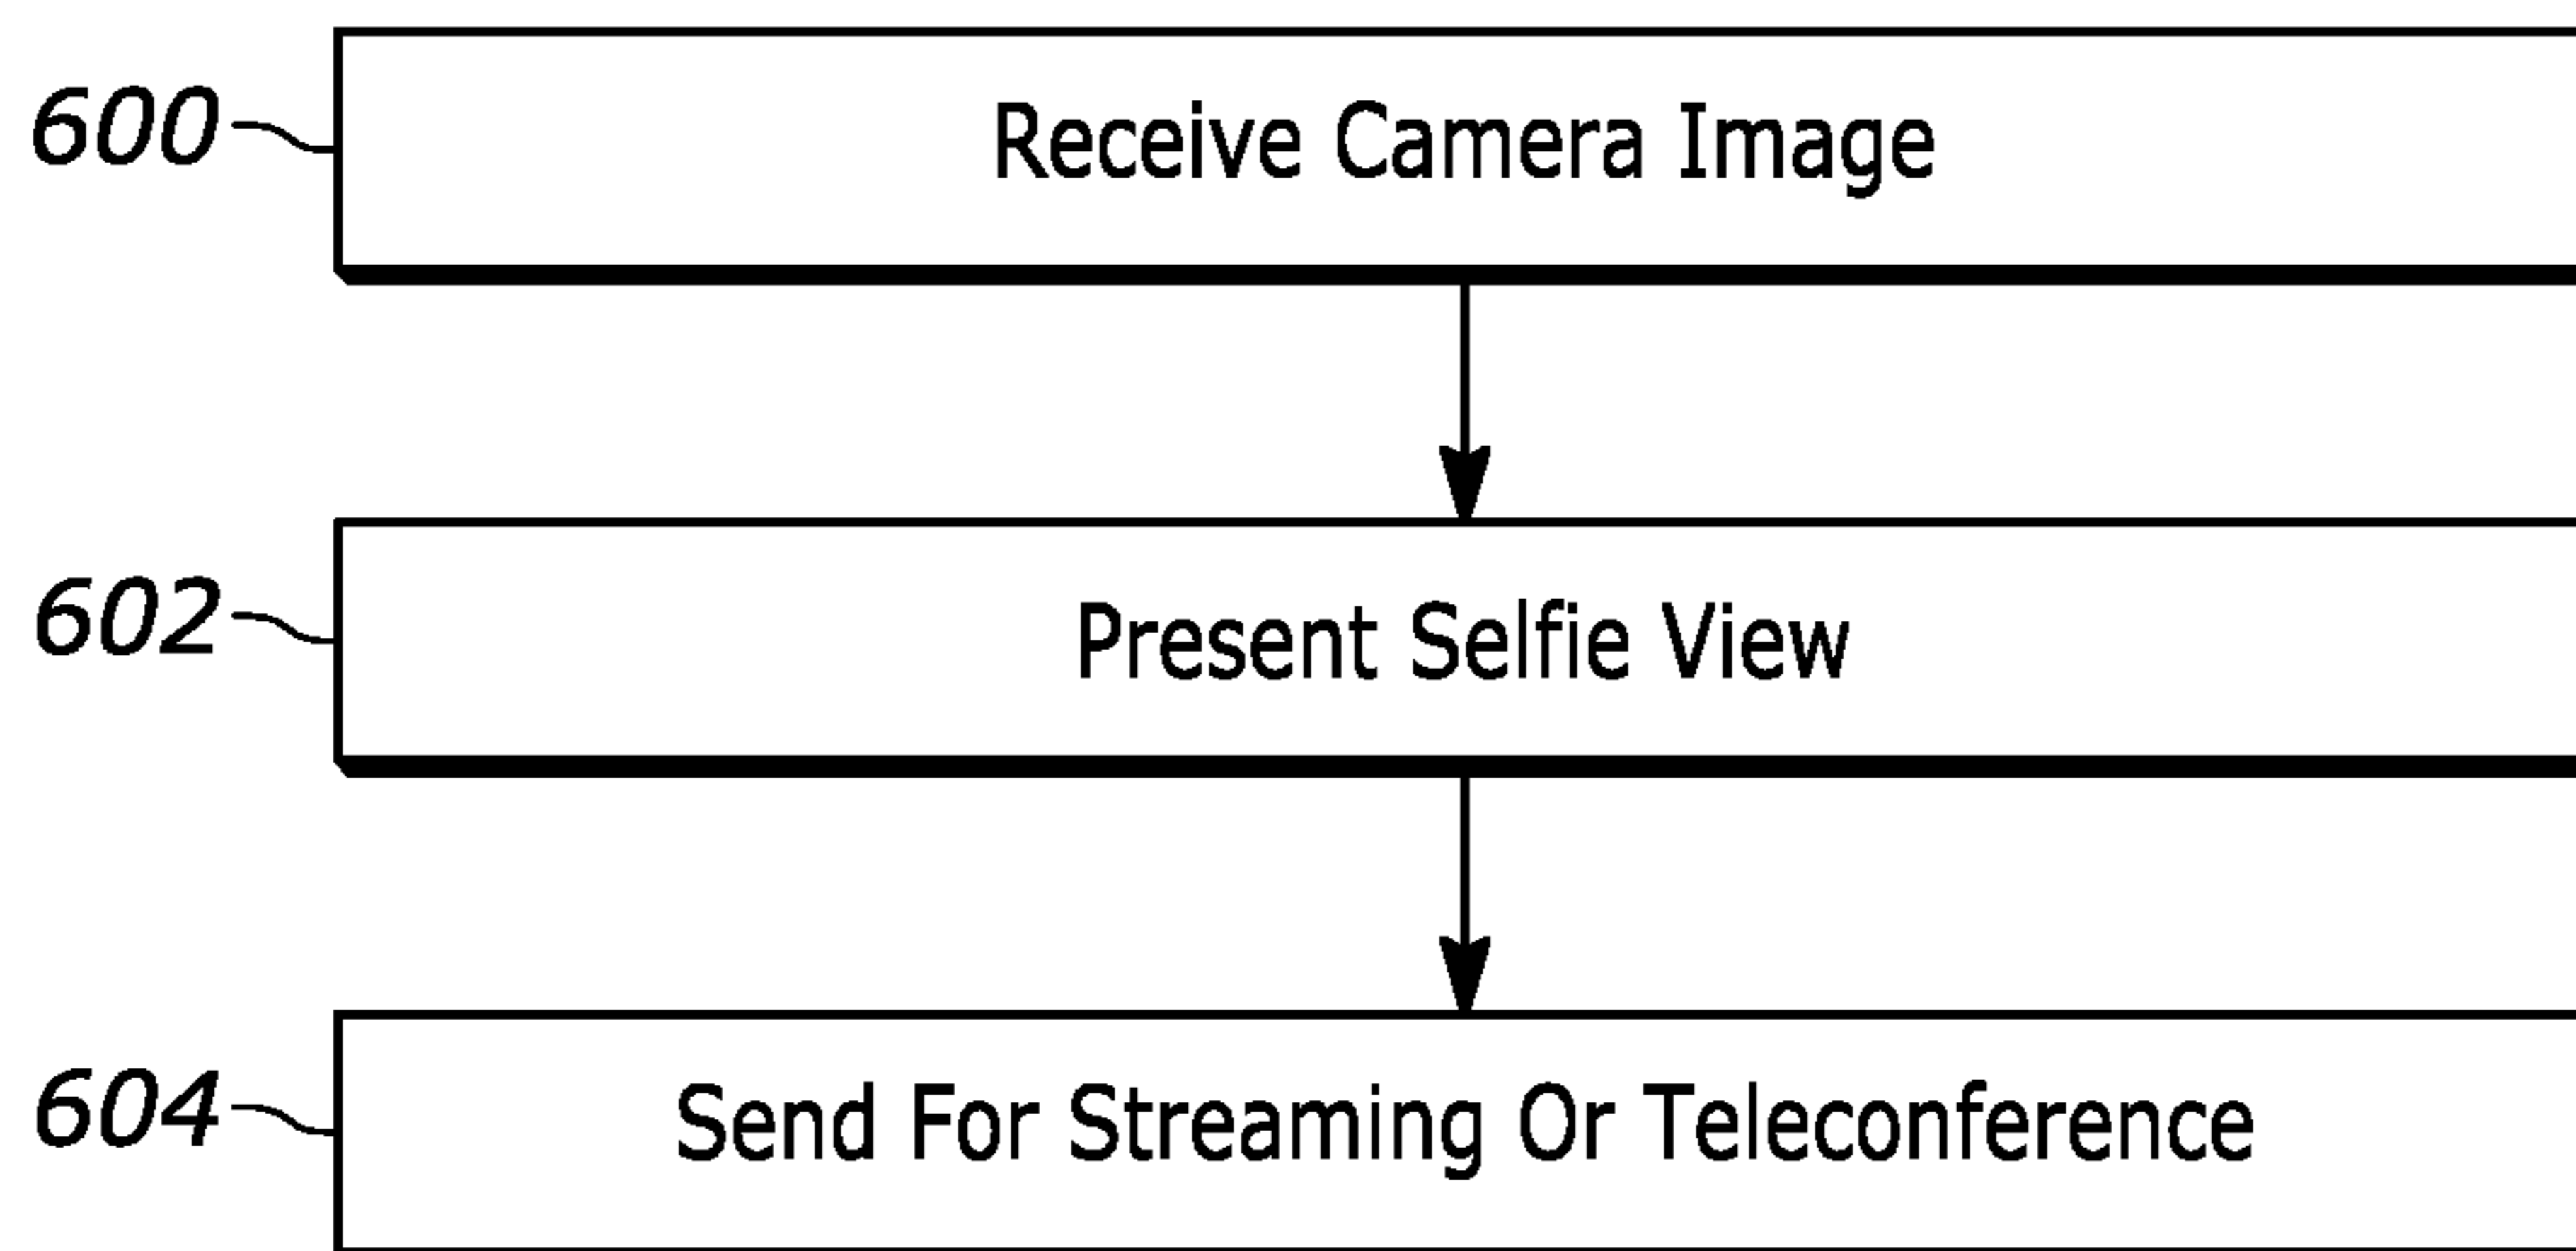 600 Receive Camera Image
602 Present Selfie View
604 Send For Streaming Or Teleconference